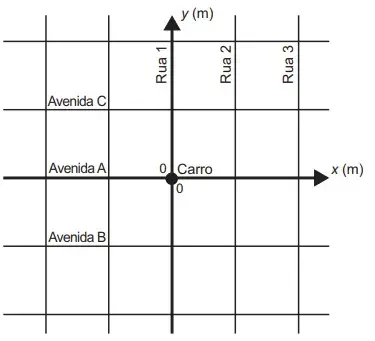 y (m)
Rua 1
Rua 2
Rua 3
Avenida C
Avenida A
0
Carro
x (m)
0
Avenida B